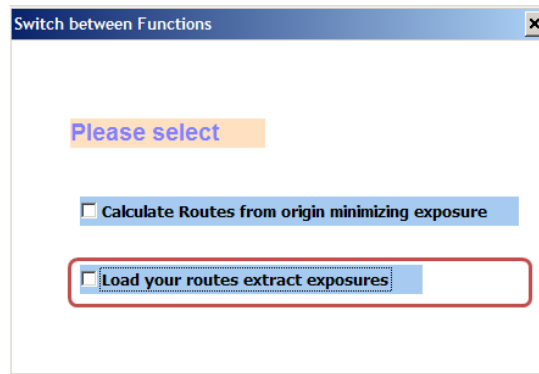 Switch between Functions
Please select
Calculate Routes from origin minimizing exposure
Load your routes extract exposures